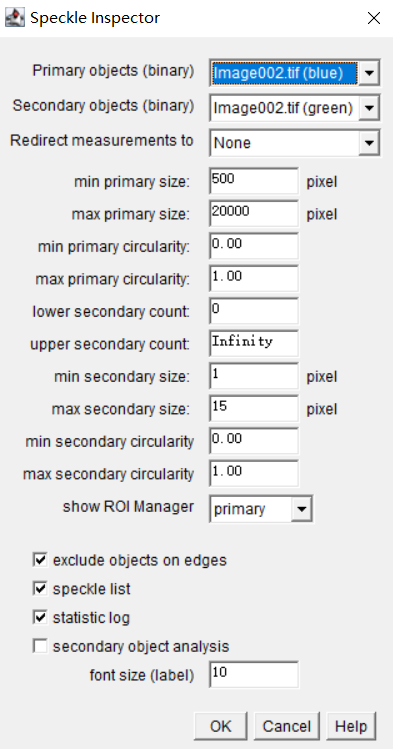 Speckle Inspector
Primary objects (binary) Image002.tif (blue)
Secondary objects (binary) Image002.tif (green)
Redirect measurements to None
min primary size: 500 pixel
max primary size: 20000 pixel
min primary circularity: 0.00
max primary circularity: 1.00
lower secondary count: 0
upper secondary count: Infinity
min secondary size: 1 pixel
max secondary size: 15 pixel
min secondary circularity 0.00
max secondary circularity 1.00
show ROI Manager primary
exclude objects on edges
speckle list
statistic log
secondary object analysis
font size (label) 10
OK Cancel Help